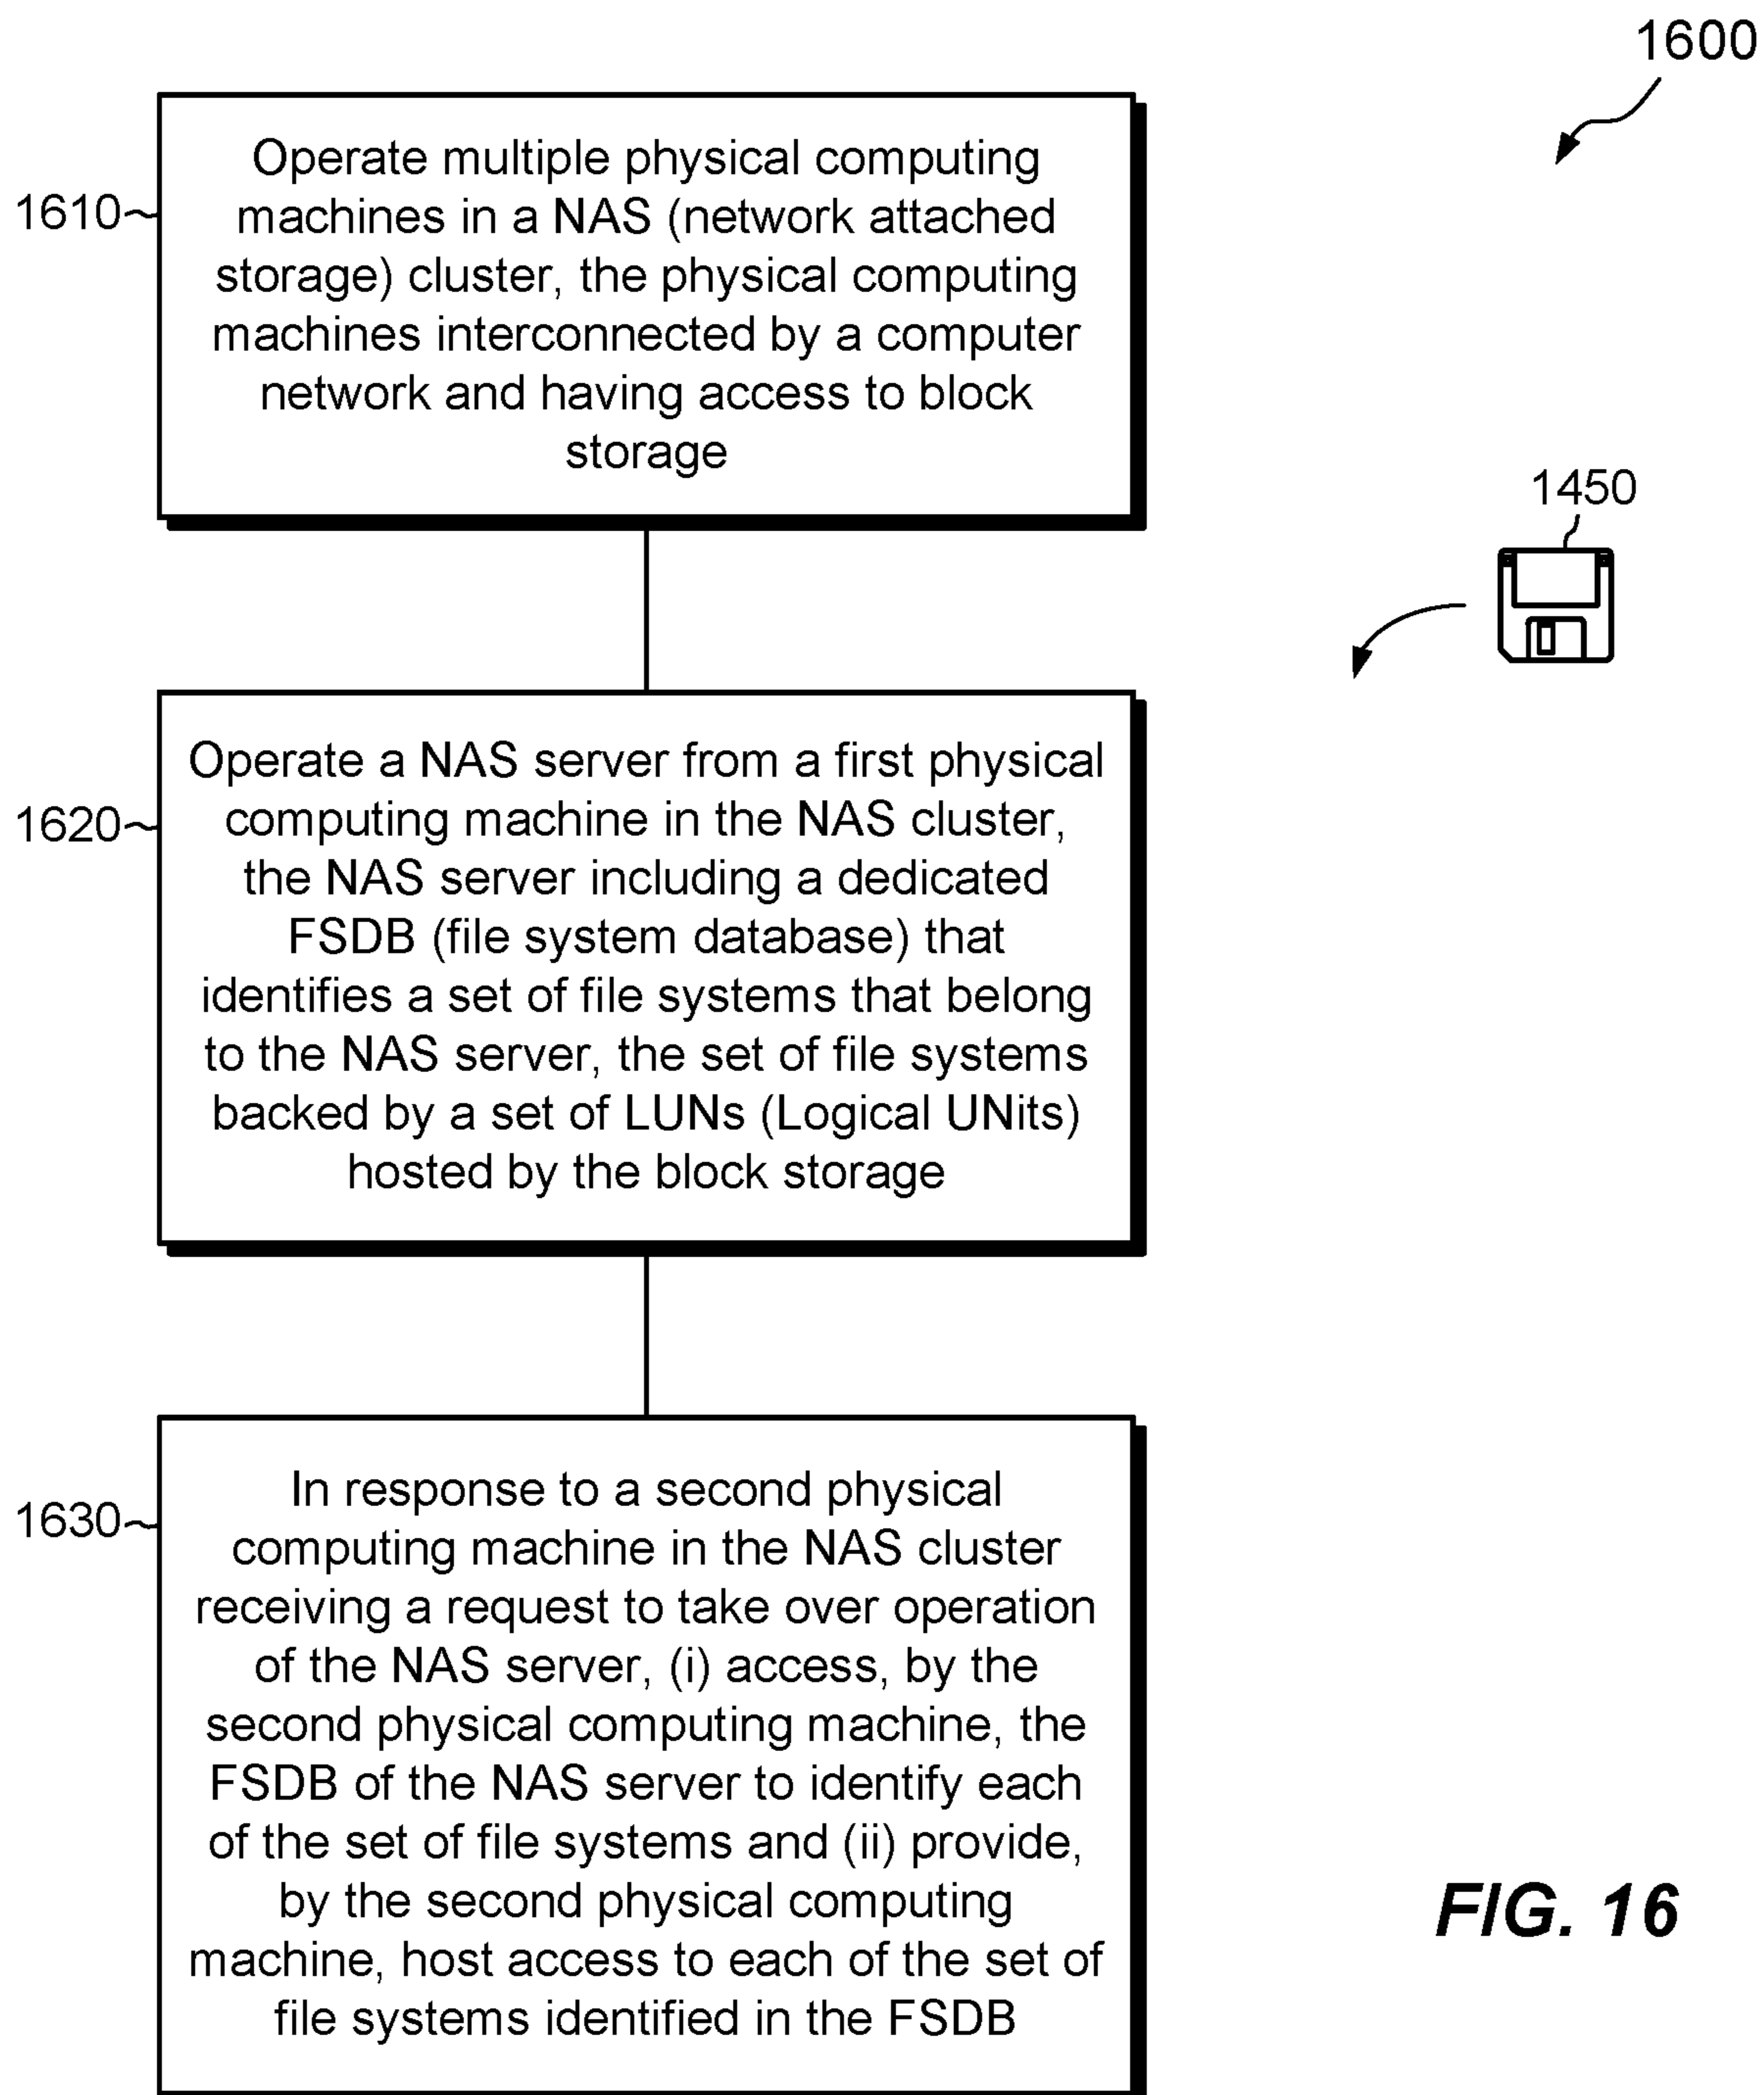 1600
Operate multiple physical computing
machines in a NAS (network attached
storage) cluster, the physical computing
machines interconnected by a computer
network and having access to block
storage
1610
1450
Operate a NAS server from a first physical
computing machine in the NAS cluster,
the NAS server including a dedicated
FSDB (file system database) that
identifies a set of file systems that belong
to the NAS server, the set of file systems
backed by a set of LUNs (Logical UNits)
hosted by the block storage
1620
In response to a second physical
computing machine in the NAS cluster
receiving a request to take over operation
of the NAS server, (i) access, by the
second physical computing machine, the
FSDB of the NAS server to identify each
of the set of file systems and (ii) provide,
by the second physical computing
machine, host access to each of the set of
file systems identified in the FSDB
1630
FIG. 16